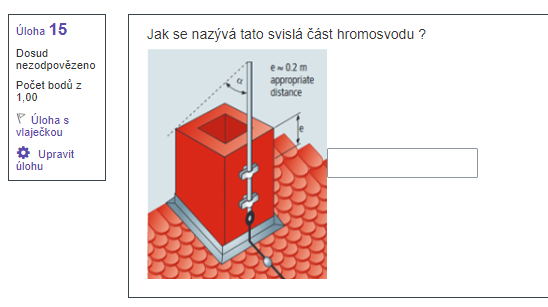 Úloha 15
Dosud
nezodpovězeno
Počet bodů z
1,00
Úloha s
vlaječkou
Upravit
úlohu
Jak se nazývá tato svislá část hromosvodu ?
e ≈ 0.2 m
appropriate
distance
α
e